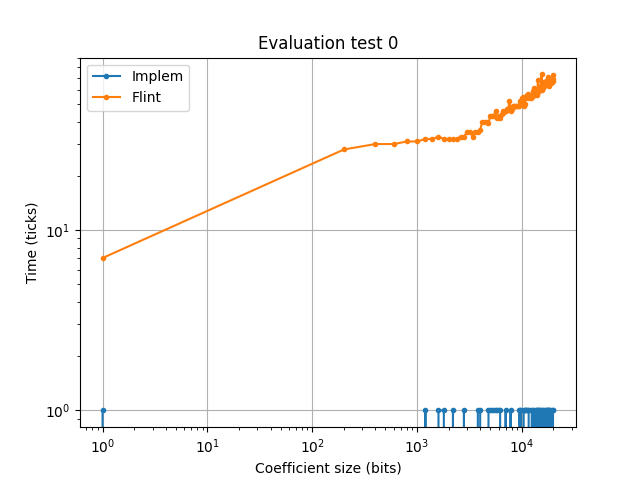 Evaluation test 0
Implem
Flint
Time (ticks)
10¹
10⁰
10⁰ 10¹ 10² 10³ 10⁴
Coefficient size (bits)